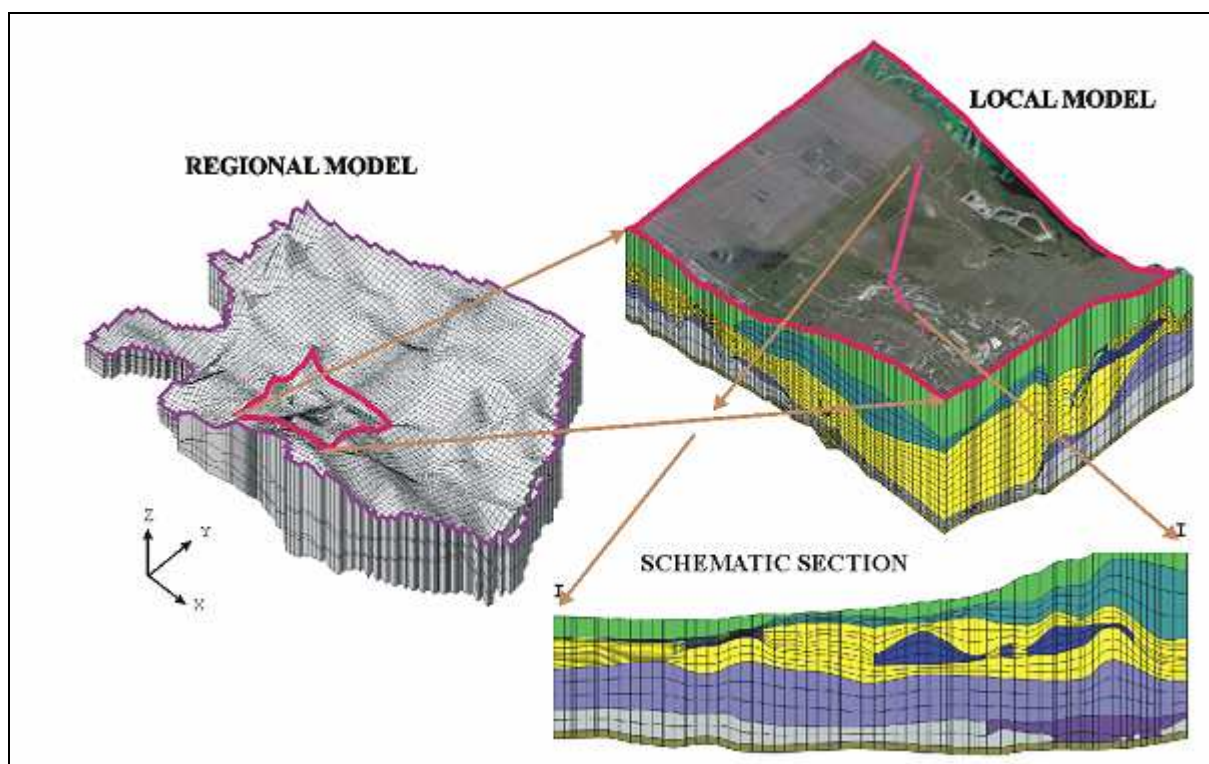 LOCAL MODEL
REGIONAL MODEL
Z
Y
X
SCHEMATIC SECTION
I
I